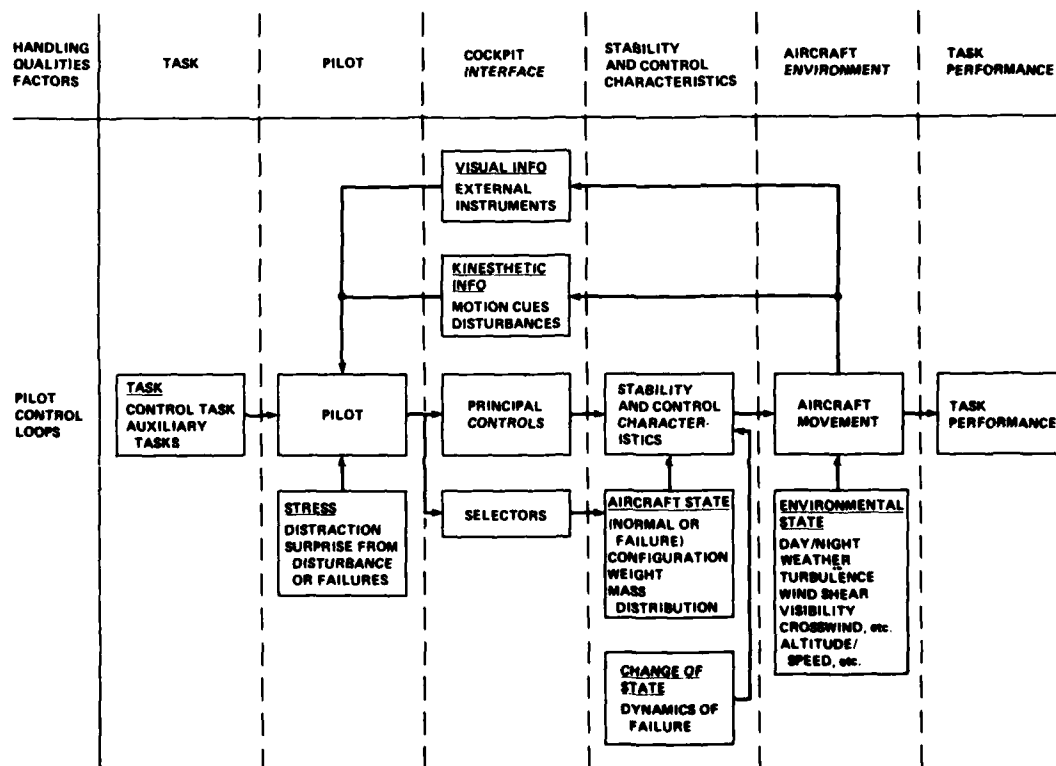 HANDLING
QUALITIES
FACTORS
TASK
PILOT
COCKPIT
INTERFACE
STABILITY
AND CONTROL
CHARACTERISTICS
AIRCRAFT
ENVIRONMENT
TASK
PERFORMANCE
VISUAL INFO
EXTERNAL
INSTRUMENTS
KINESTHETIC
INFO
MOTION CUES
DISTURBANCES
PILOT
CONTROL
LOOPS
TASK
CONTROL TASK
AUXILIARY
TASKS
PILOT
PRINCIPAL
CONTROLS
STABILITY
AND CONTROL
CHARACTER-
ISTICS
AIRCRAFT
MOVEMENT
TASK
PERFORMANCE
STRESS
DISTRACTION
SURPRISE FROM
DISTURBANCE
OR FAILURES
SELECTORS
AIRCRAFT STATE
(NORMAL OR
FAILURE)
CONFIGURATION
WEIGHT
MASS
DISTRIBUTION
ENVIRONMENTAL
STATE
DAY/NIGHT
WEATHER
TURBULENCE
WIND SHEAR
VISIBILITY
CROSSWIND, etc.
ALTITUDE/
SPEED, etc.
CHANGE OF
STATE
DYNAMICS OF
FAILURE